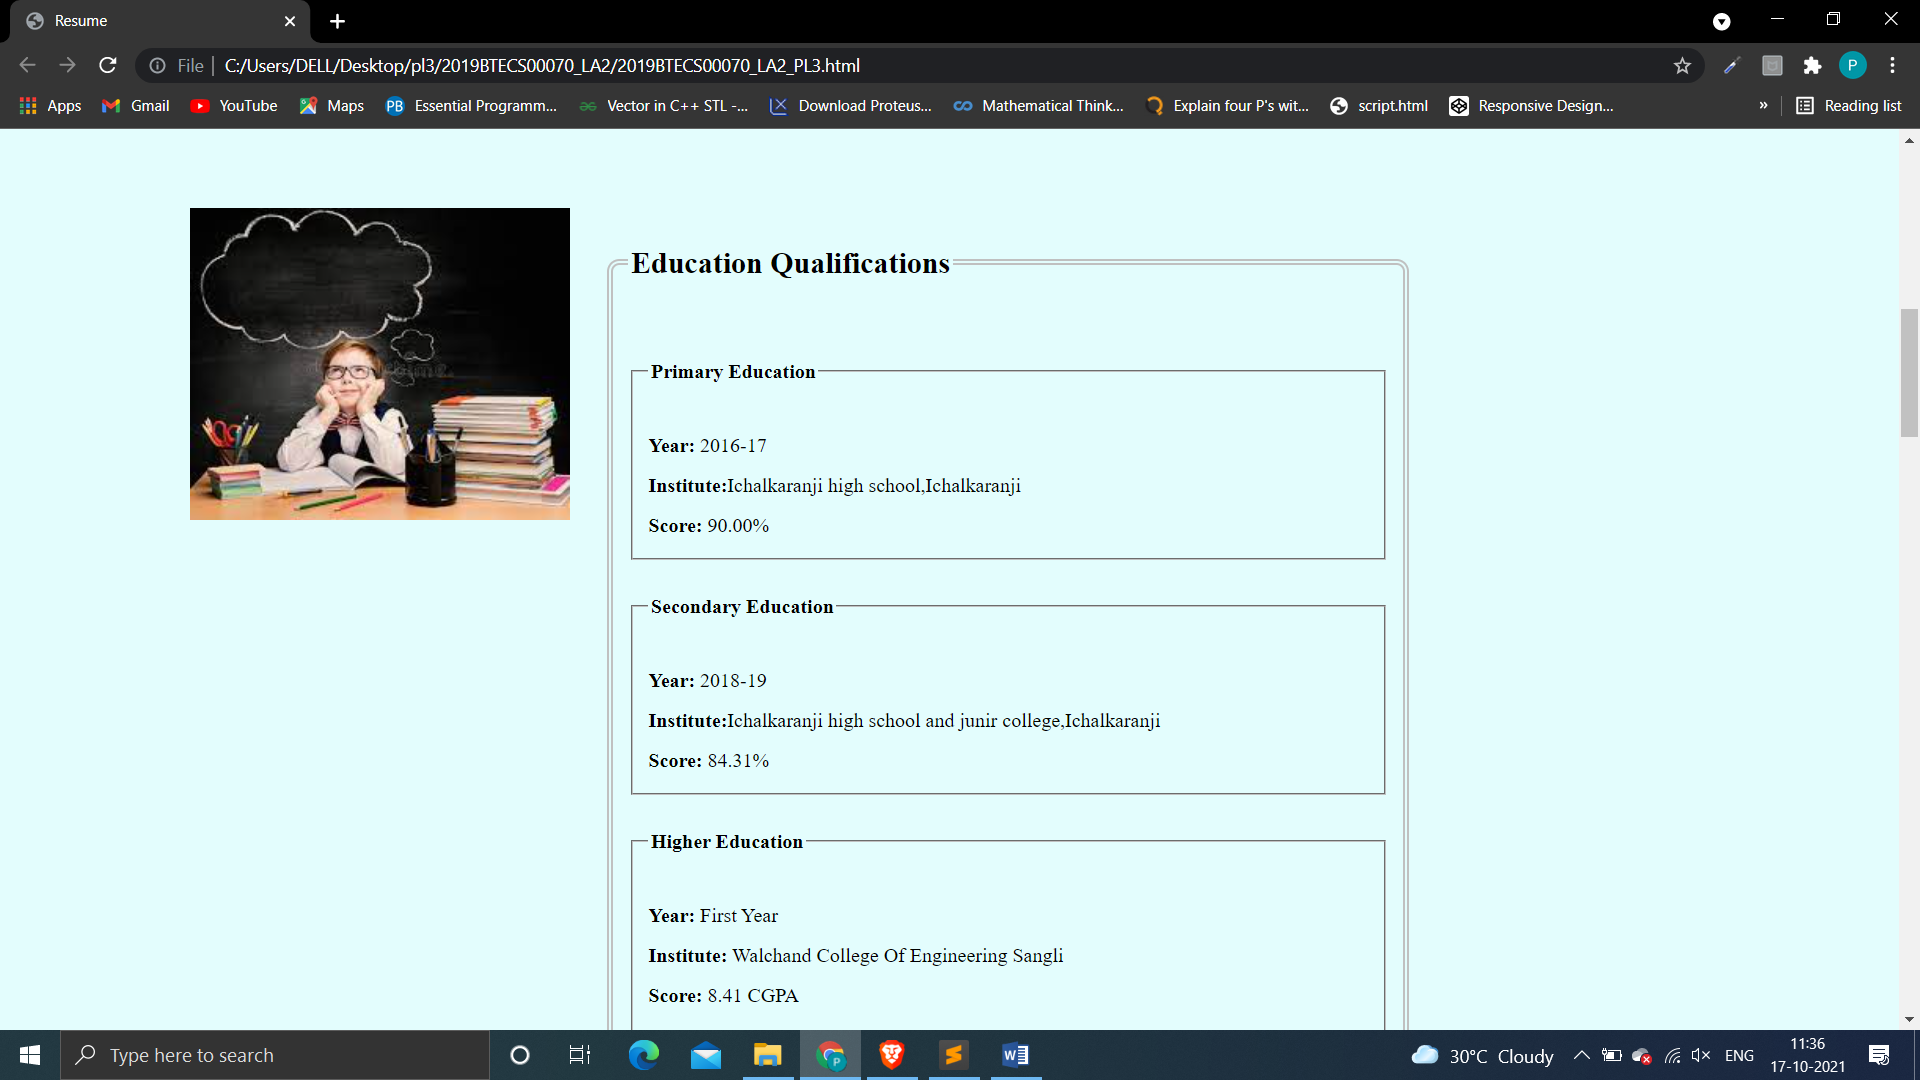 Resume
File
C:/Users/DELL/Desktop/pl3/2019BTECS00070_LA2/2019BTECS00070_LA2_PL3.html
P
Apps Gmail YouTube Maps PB Essential Programm... Vector in C++ STL -... Download Proteus... Mathematical Think... Explain four P's wit... script.html Responsive Design... » Reading list
Education Qualifications
Primary Education
Year: 2016-17
Institute:Ichalkaranji high school,Ichalkaranji
Score: 90.00%
Secondary Education
Year: 2018-19
Institute:Ichalkaranji high school and junir college,Ichalkaranji
Score: 84.31%
Higher Education
Year: First Year
Institute: Walchand College Of Engineering Sangli
Score: 8.41 CGPA
Type here to search
30°C Cloudy
ENG
11:36
17-10-2021